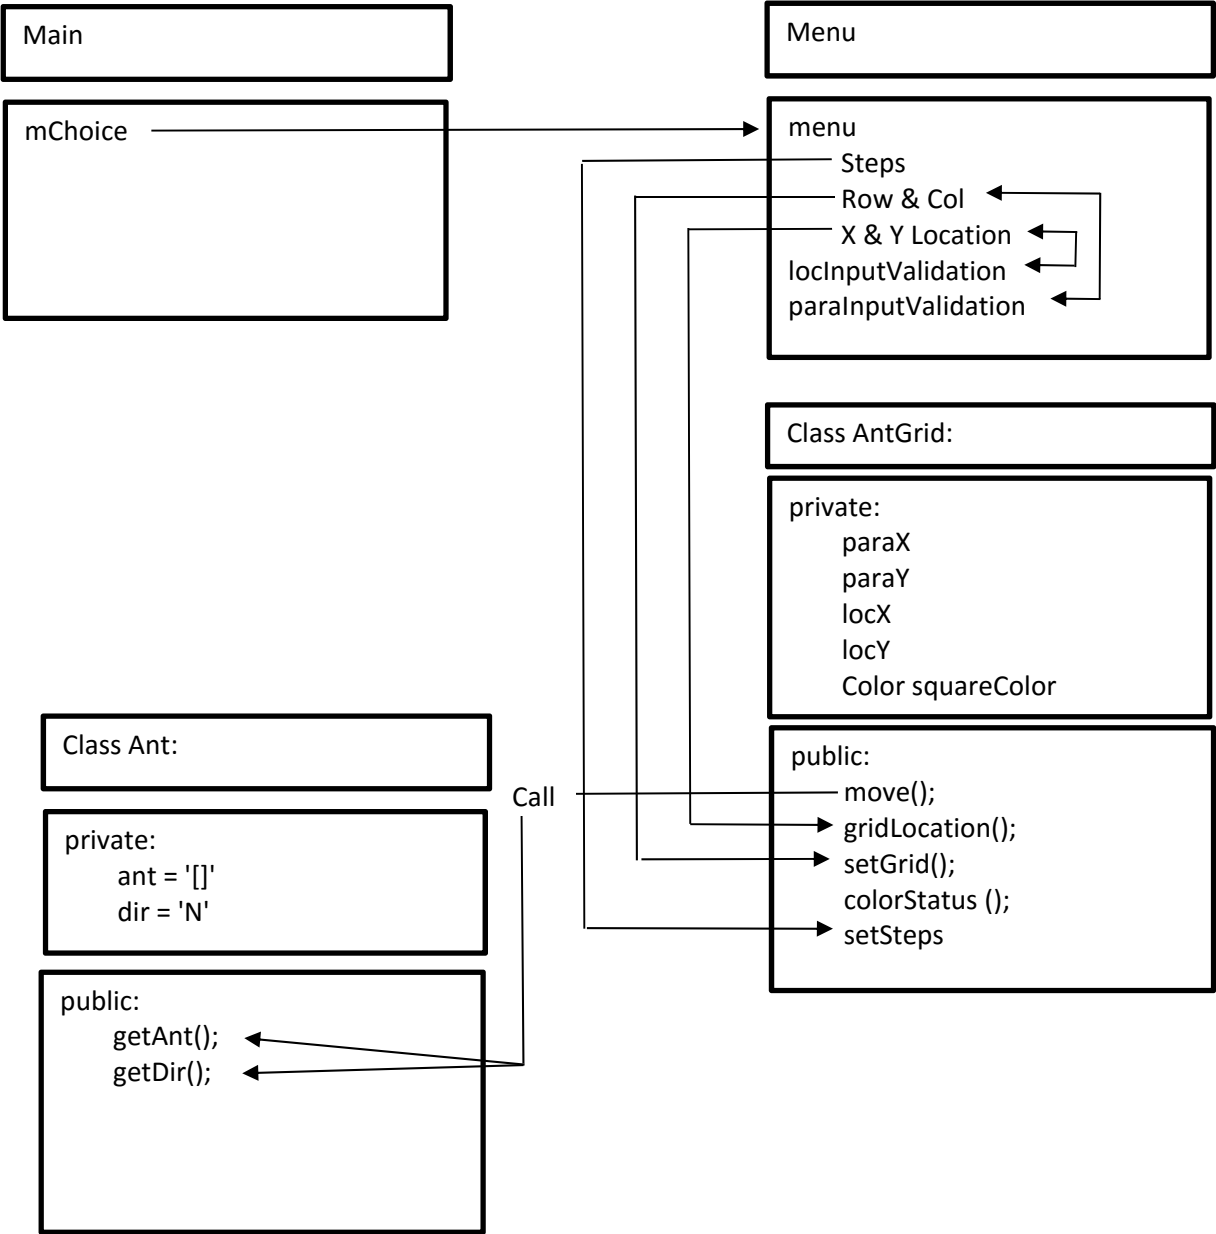 Main
mChoice
Menu
menu
Steps
Row & Col
X & Y Location
locInputValidation
paraInputValidation
Class AntGrid:
private:
paraX
paraY
locX
locY
Color squareColor
public:
move();
gridLocation();
setGrid();
colorStatus ();
setSteps
Call
Class Ant:
private:
ant = '[]'
dir = 'N'
public:
getAnt();
getDir();